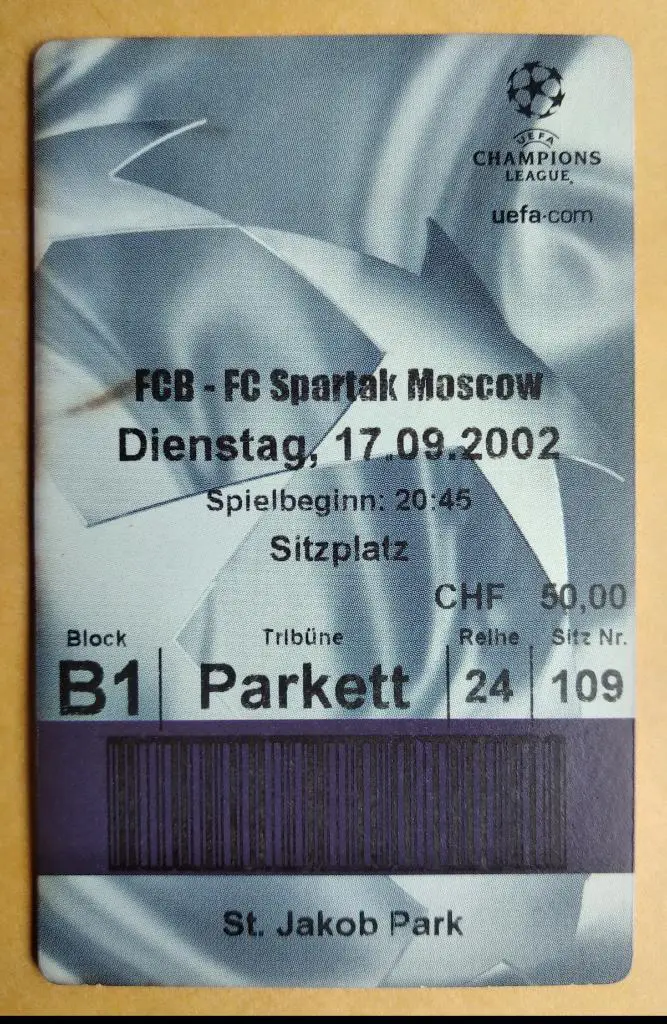 UEFA
CHAMPIONS
LEAGUE
uefa.com
FCB - FC Spartak Moscow
Dienstag, 17.09.2002
Spielbeginn: 20:45
Sitzplatz
CHF 50,00
Block Tribüne Reihe Sitz Nr.
B1 Parkett 24 109
St. Jakob Park